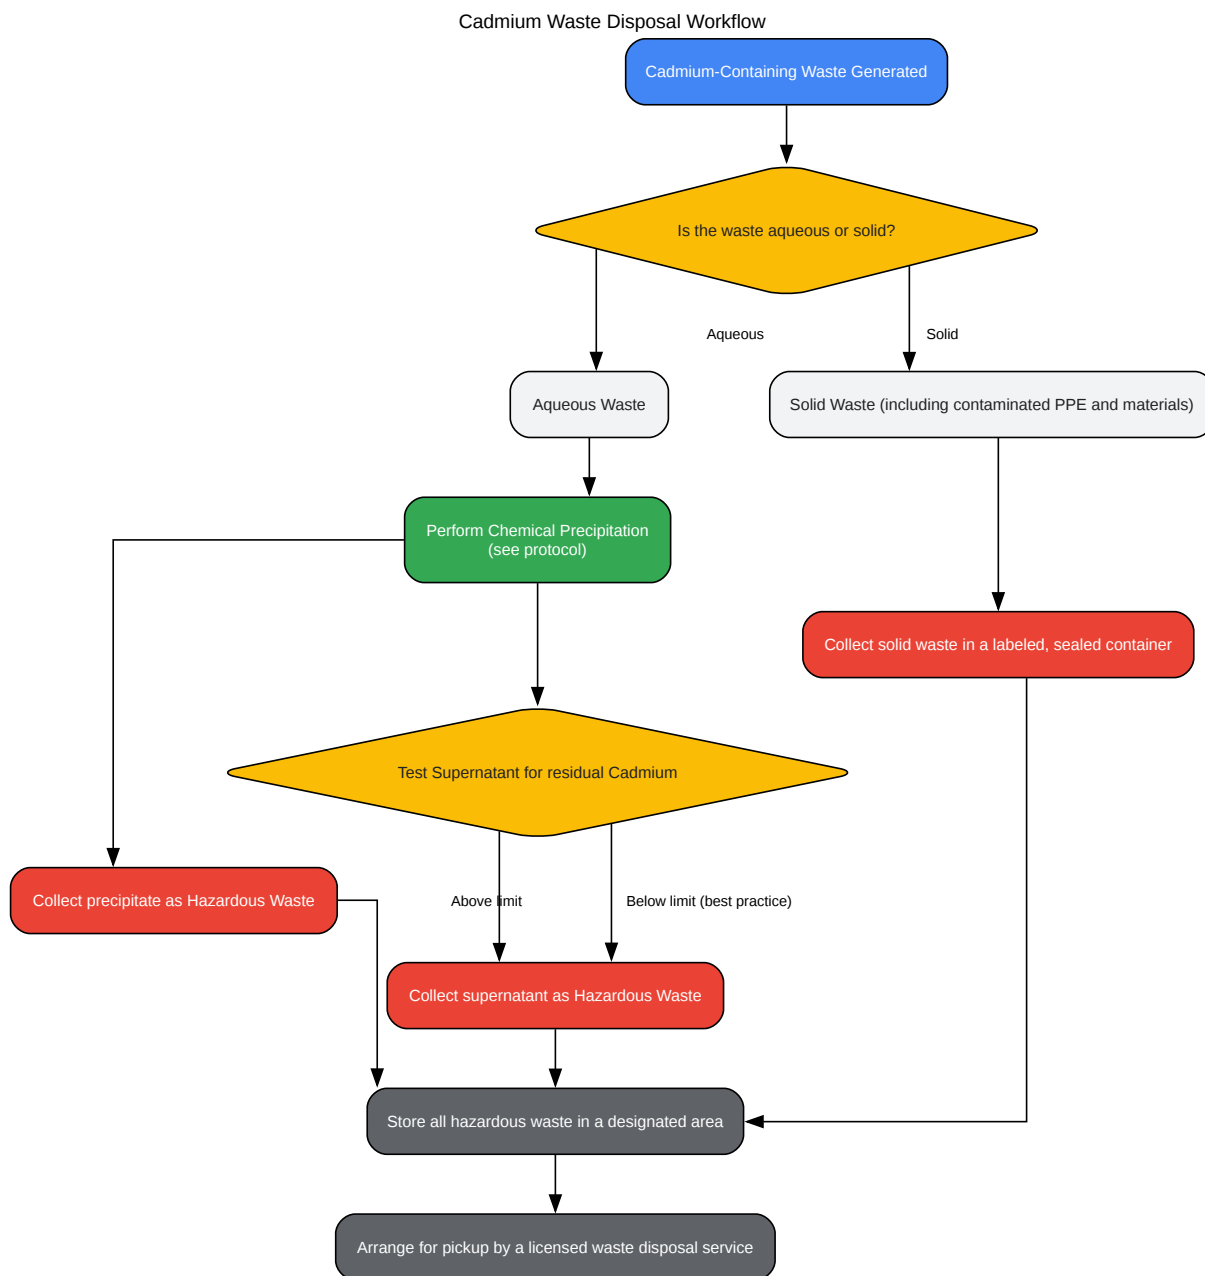 Cadmium Waste Disposal Workflow
Cadmium-Containing Waste Generated
Is the waste aqueous or solid?
Aqueous
Solid
Aqueous Waste
Solid Waste (including contaminated PPE and materials)
Perform Chemical Precipitation
(see protocol)
Collect solid waste in a labeled, sealed container
Test Supernatant for residual Cadmium
Collect precipitate as Hazardous Waste
Above limit
Below limit (best practice)
Collect supernatant as Hazardous Waste
Store all hazardous waste in a designated area
Arrange for pickup by a licensed waste disposal service